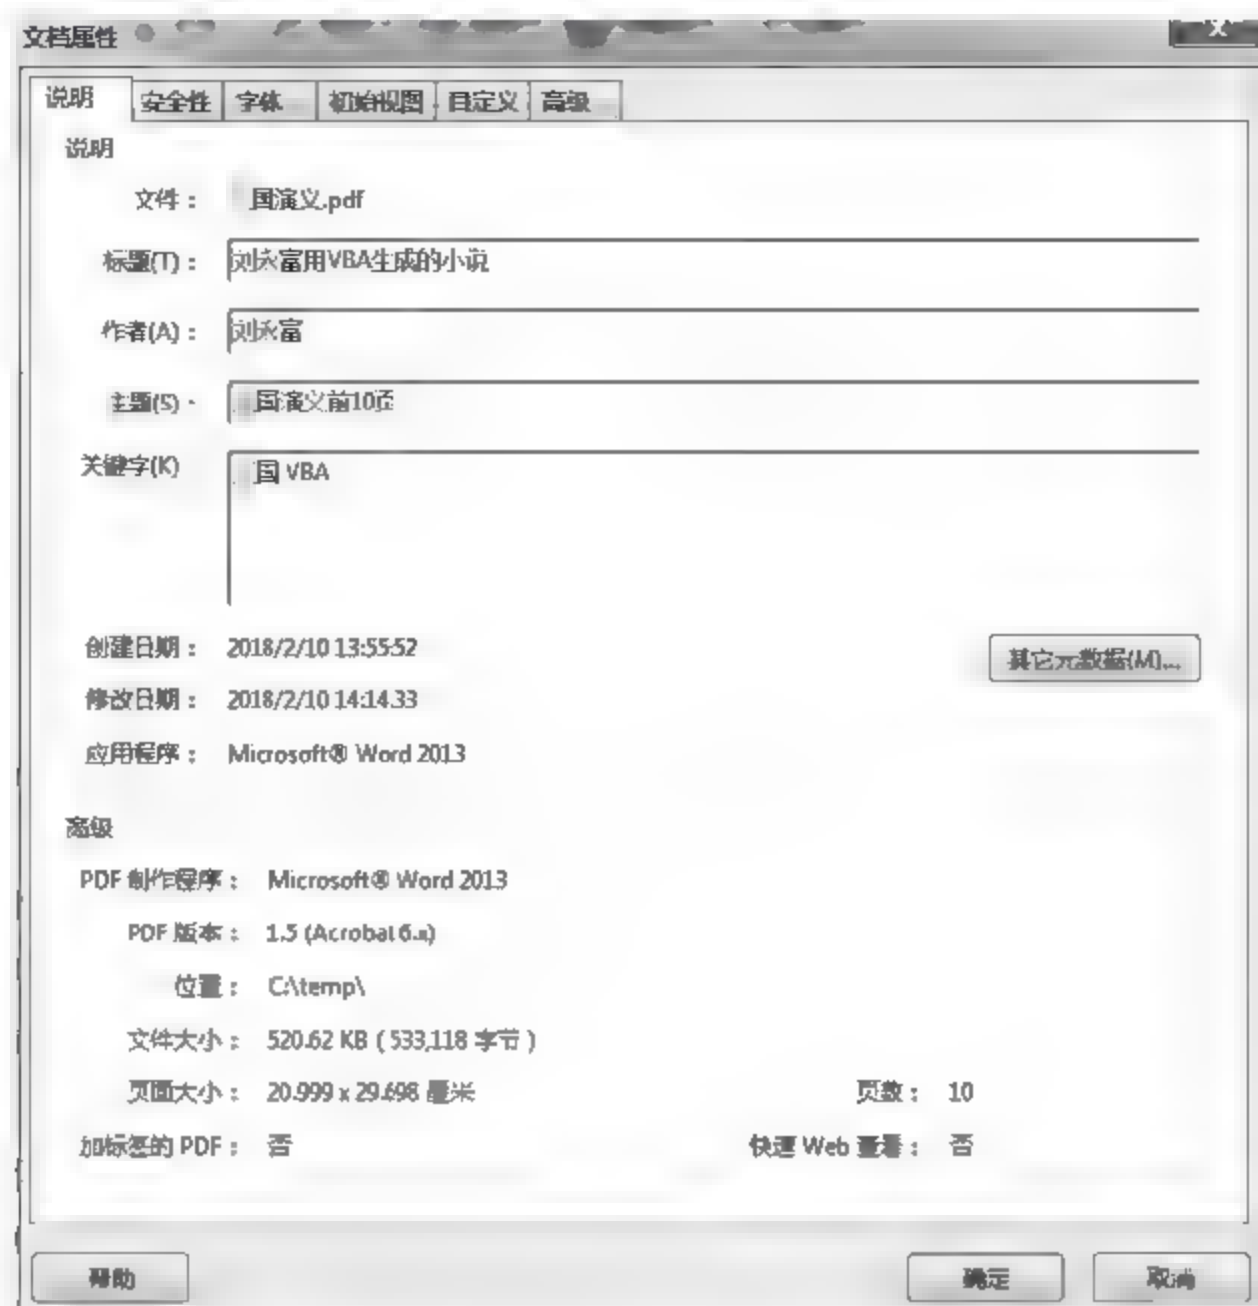 文档属性
说明 安全性 字体 初始视图 自定义 高级
说明
文件： 国演义.pdf
标题(T)： 刘永富用VBA生成的小说
作者(A)： 刘永富
主题(S)： 国演义前10页
关键字(K) 国 VBA
创建日期： 2018/2/10 13:55:52
其它元数据(M)...
修改日期： 2018/2/10 14:14:33
应用程序： Microsoft® Word 2013
高级
PDF 制作程序： Microsoft® Word 2013
PDF 版本： 1.5 (Acrobat 6.x)
位置： C:\temp\
文件大小： 520.62 KB ( 533,118 字节 )
页面大小： 20.999 x 29.698 厘米 页数： 10
加标签的 PDF： 否 快速 Web 查看： 否
帮助 确定 取消